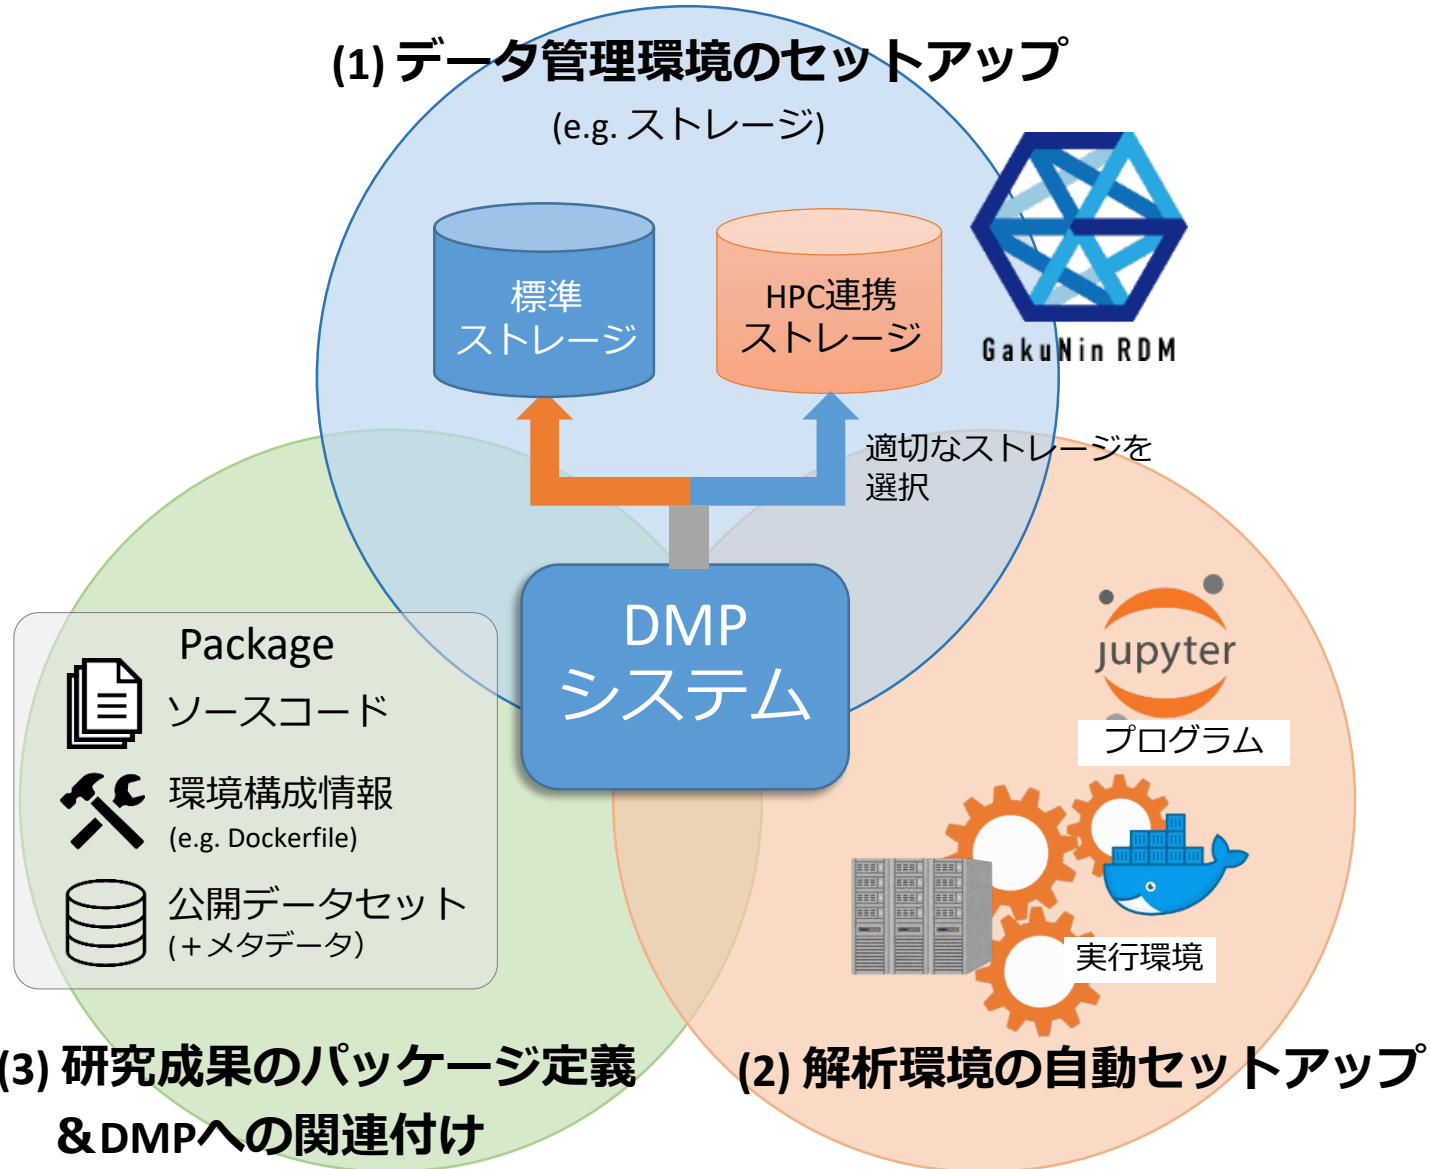 (1) データ管理環境のセットアップ
(e.g. ストレージ)
標準
ストレージ
HPC連携
ストレージ
GakuNin RDM
適切なストレージを
選択
DMP
システム
Package
ソースコード
環境構成情報
(e.g. Dockerfile)
公開データセット
(＋メタデータ）
jupyter
プログラム
実行環境
(3) 研究成果のパッケージ定義
＆DMPへの関連付け
(2) 解析環境の自動セットアップ